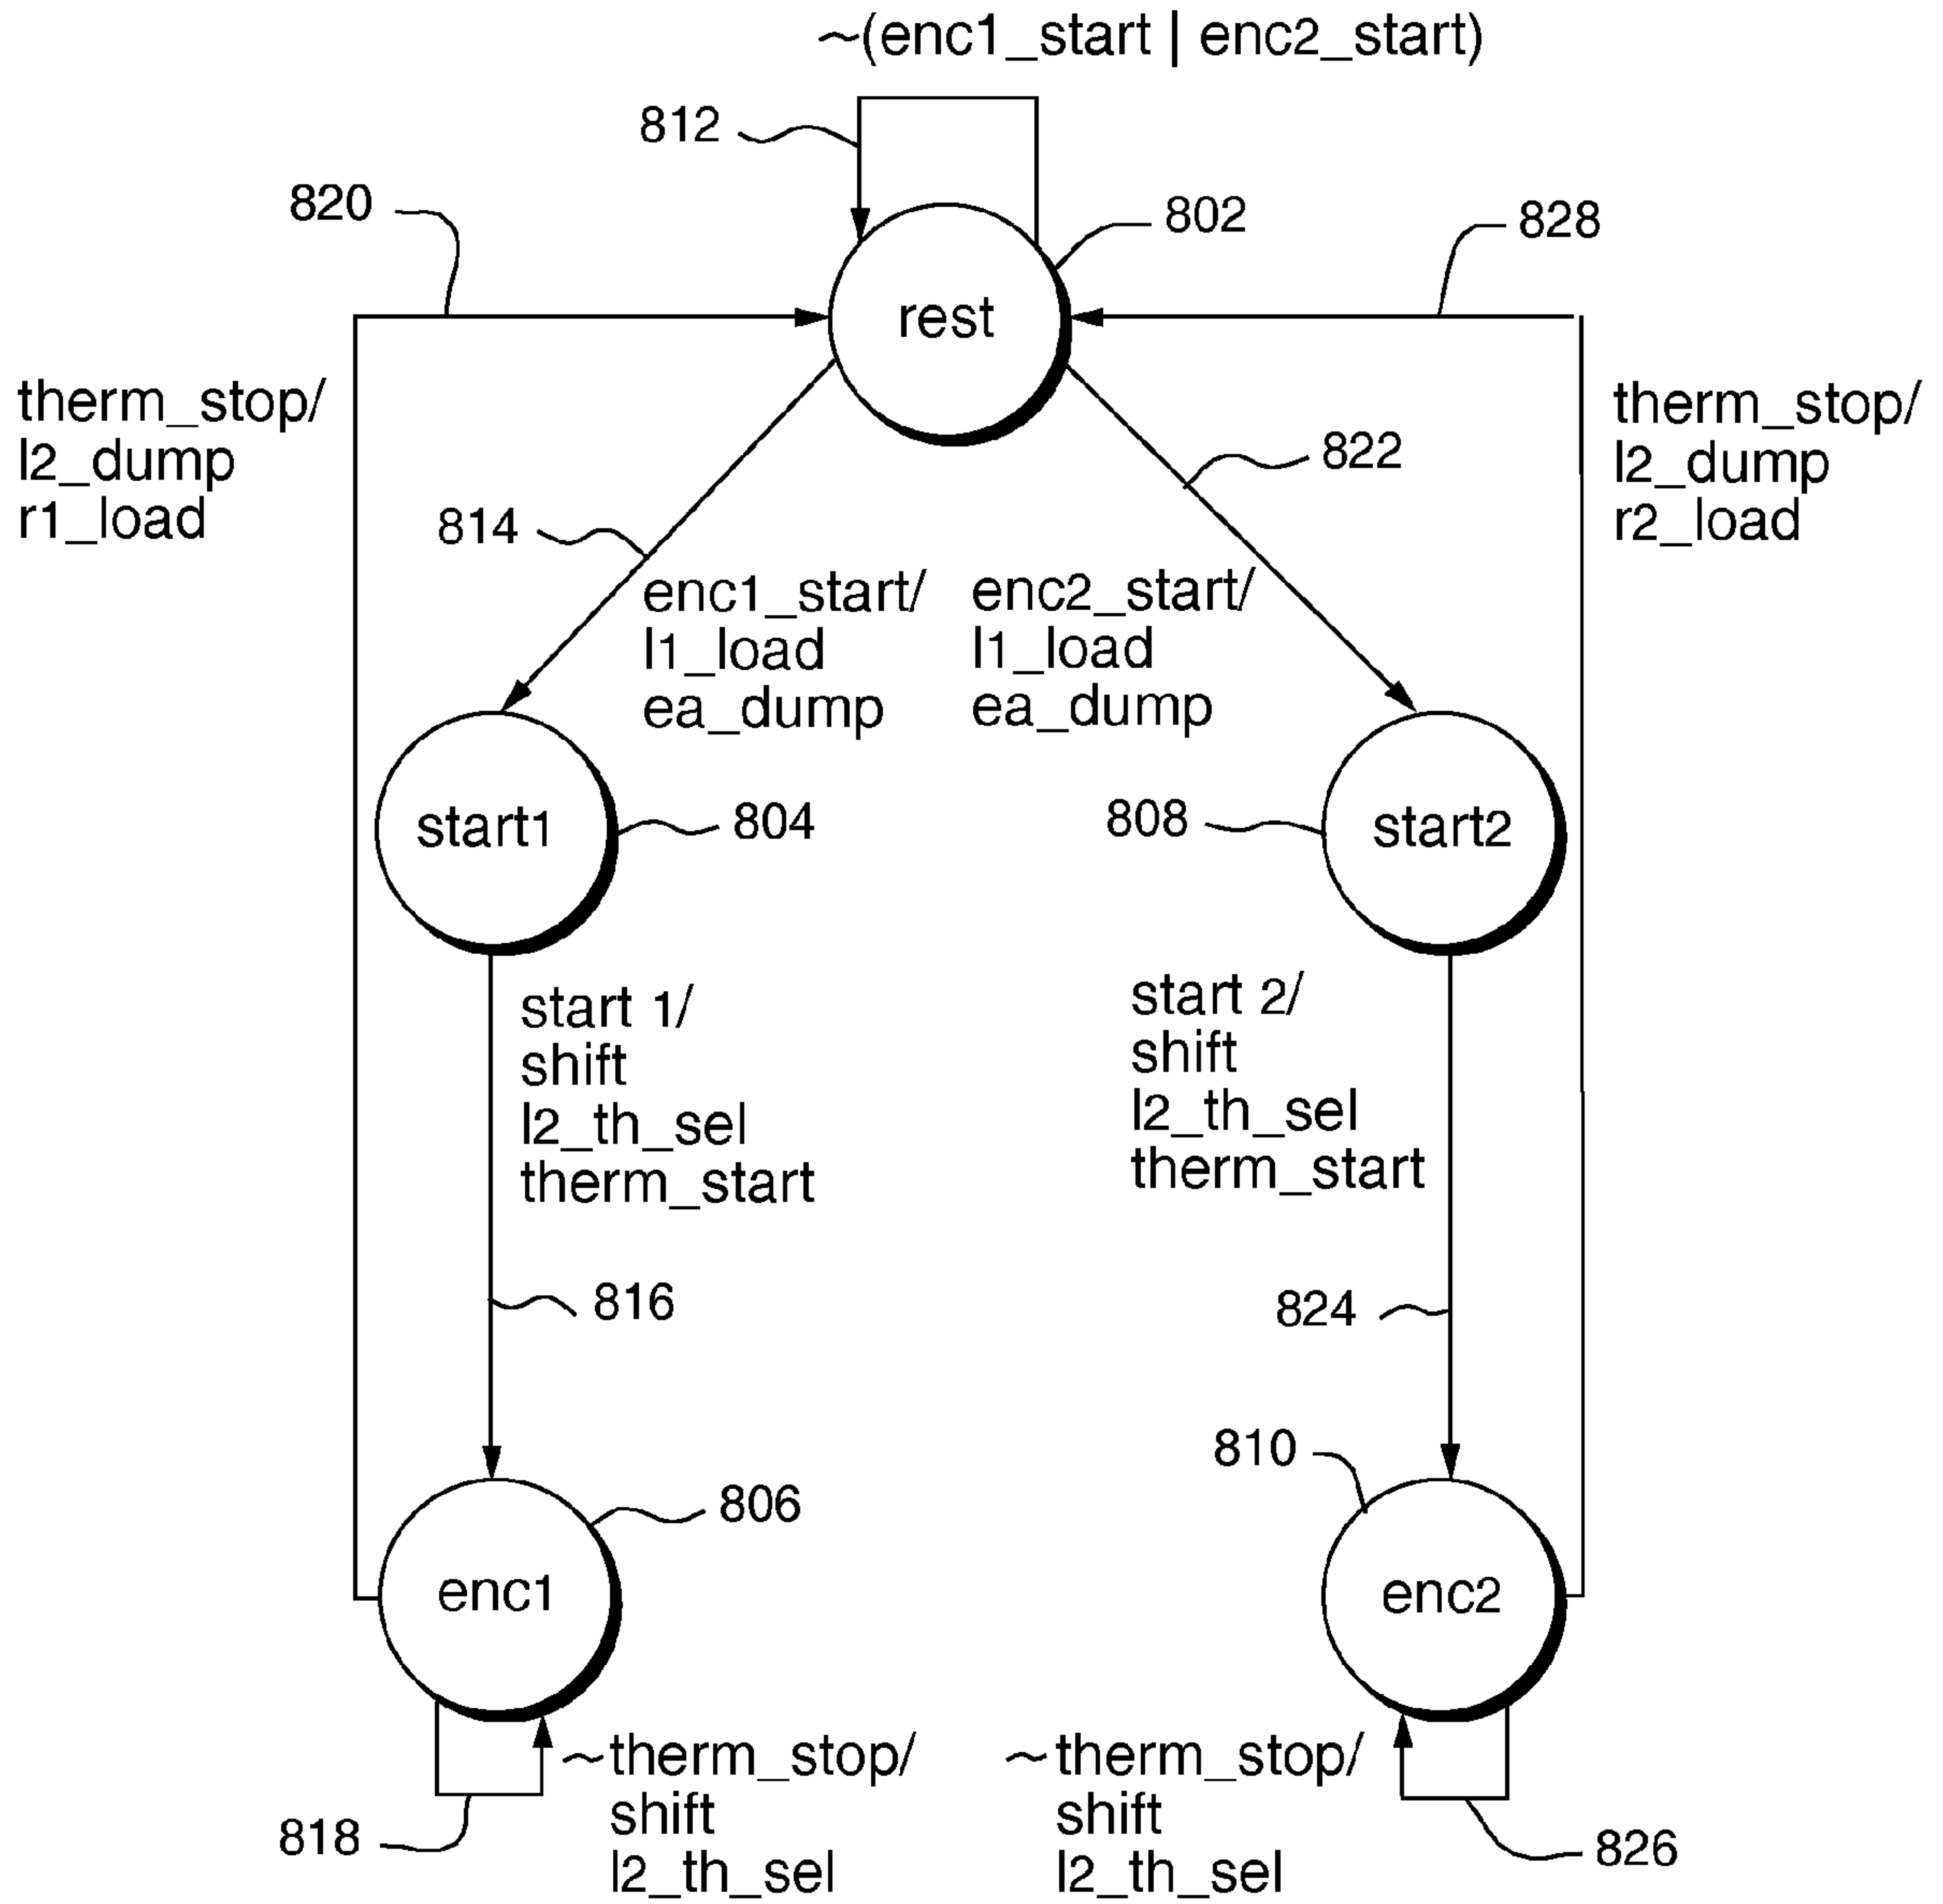 ~(enc1_start | enc2_start)
812
820
802
828
rest
therm_stop/
l2_dump
r1_load
therm_stop/
l2_dump
r2_load
822
814
enc1_start/
l1_load
ea_dump
enc2_start/
l1_load
ea_dump
start1
804
808
start2
start 1/
shift
l2_th_sel
therm_start
start 2/
shift
l2_th_sel
therm_start
816
824
810
806
enc1
enc2
~therm_stop/
shift
l2_th_sel
~therm_stop/
shift
l2_th_sel
818
826